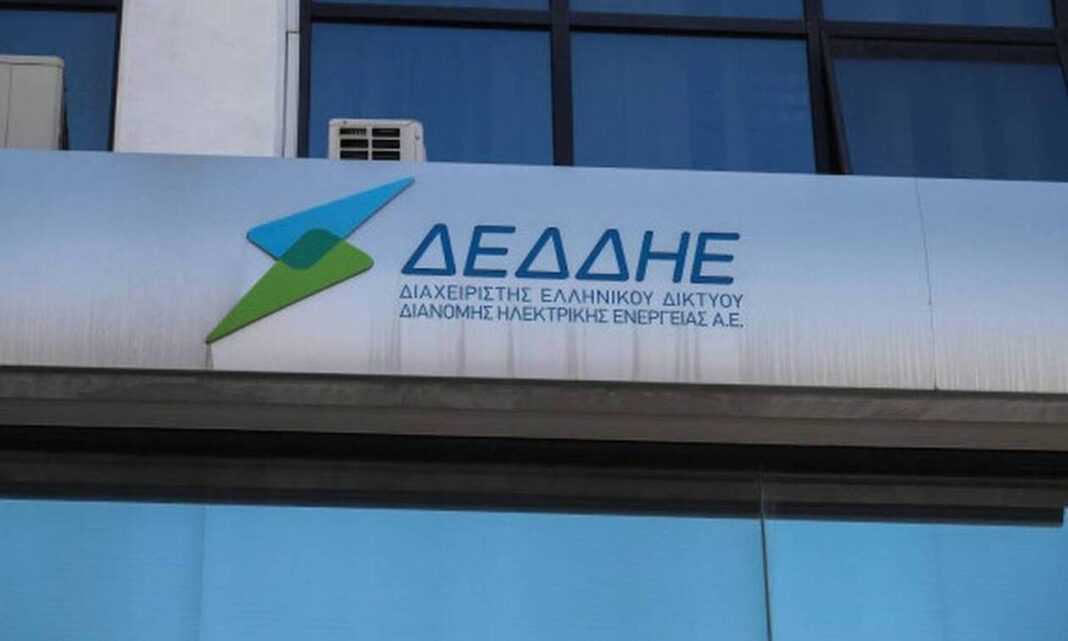 ΔΕΔΔΗΕ
ΔΙΑΧΕΙΡΙΣΤΗΣ ΕΛΛΗΝΙΚΟΥ ΔΙΚΤΥΟΥ
ΔΙΑΝΟΜΗΣ ΗΛΕΚΤΡΙΚΗΣ ΕΝΕΡΓΕΙΑΣ Α.Ε.